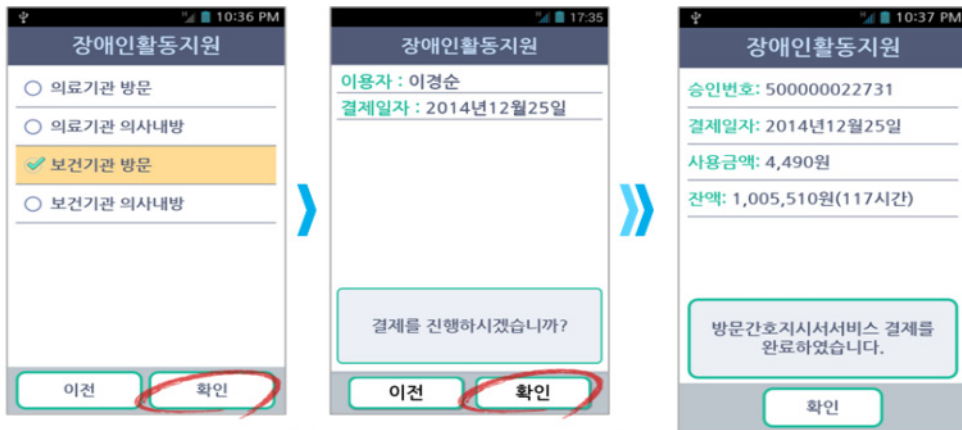 10:36 PM
장애인활동지원
의료기관 방문
의료기관 의사내방
보건기관 방문
보건기관 의사내방
이전
확인
17:35
장애인활동지원
이용자 : 이경순
결제일자 : 2014년12월25일
결제를 진행하시겠습니까?
이전
확인
10:37 PM
장애인활동지원
승인번호: 500000022731
결제일자: 2014년12월25일
사용금액: 4,490원
잔액: 1,005,510원(117시간)
방문간호지시서서비스 결제를
완료하였습니다.
확인